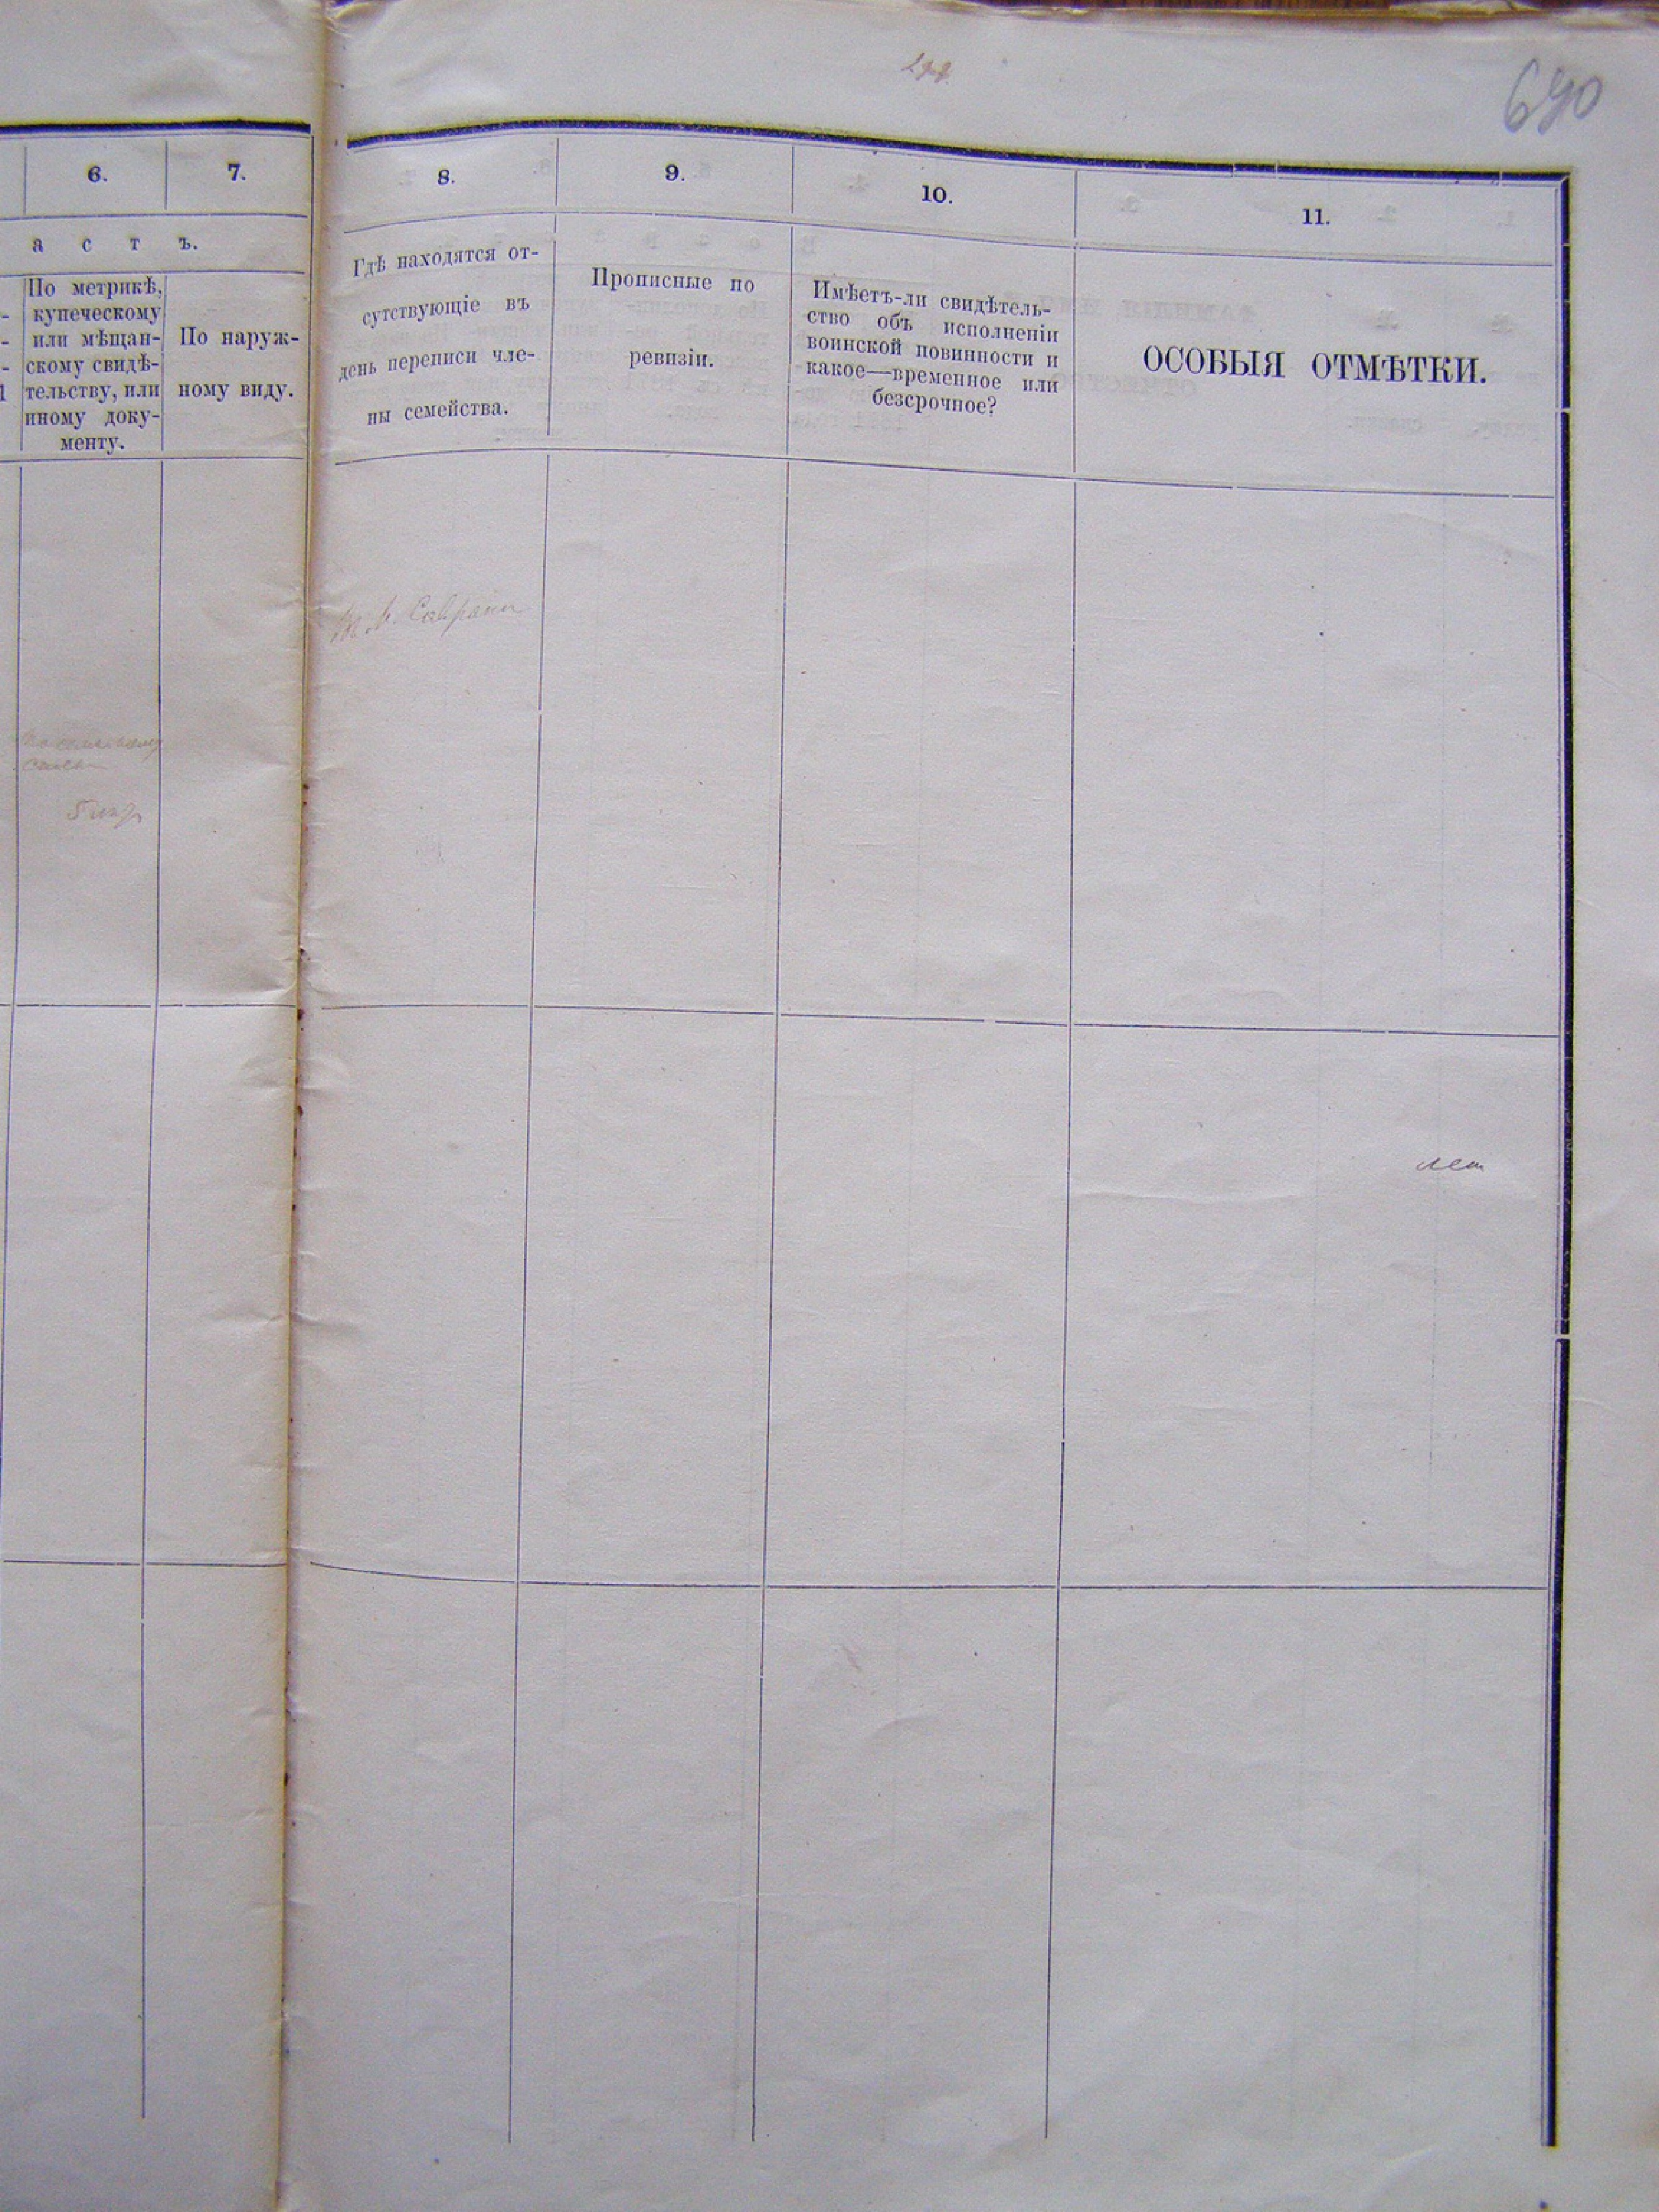 690
6.
7.
а с т ъ.
По метрикѣ,
купеческому
или мѣщан-
скому свидѣ-
тельству, или
иному доку-
менту.
По наруж-
ному виду.
8.
9.
10.
11.
Гдѣ находятся от-
сутствующіе въ
день переписи чле-
ны семейства.
Прописные по
ревизіи.
Имѣетъ-ли свидѣтель-
ство объ исполненіи
воинской повинности и
какое—временное или
безсрочное?
ОСОБЫЯ ОТМѢТКИ.